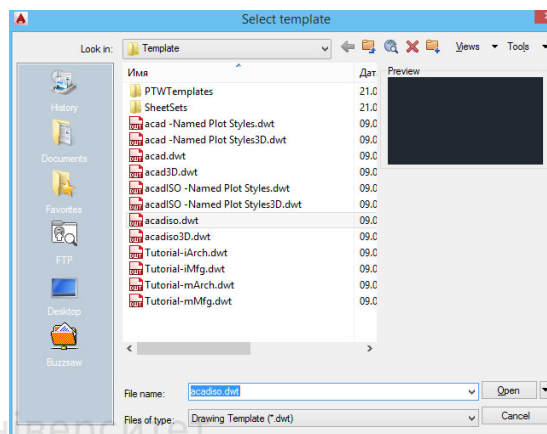 Select template
Look in: Template Views Tools
Имя Дат Preview
PTWTemplates 21.0
SheetSets 21.0
acad -Named Plot Styles.dwt 09.0
acad -Named Plot Styles3D.dwt 09.0
acad.dwt 09.0
acad3D.dwt 09.0
acadISO -Named Plot Styles.dwt 09.0
acadISO -Named Plot Styles3D.dwt 09.0
acadiso.dwt 09.0
acadiso3D.dwt 09.0
Tutorial-iArch.dwt 09.0
Tutorial-iMfg.dwt 09.0
Tutorial-mArch.dwt 09.0
Tutorial-mMfg.dwt 09.0
History
Documents
Favorites
FTP
Desktop
Buzzsaw
File name: acadiso.dwt Open
Files of type: Drawing Template (*.dwt) Cancel